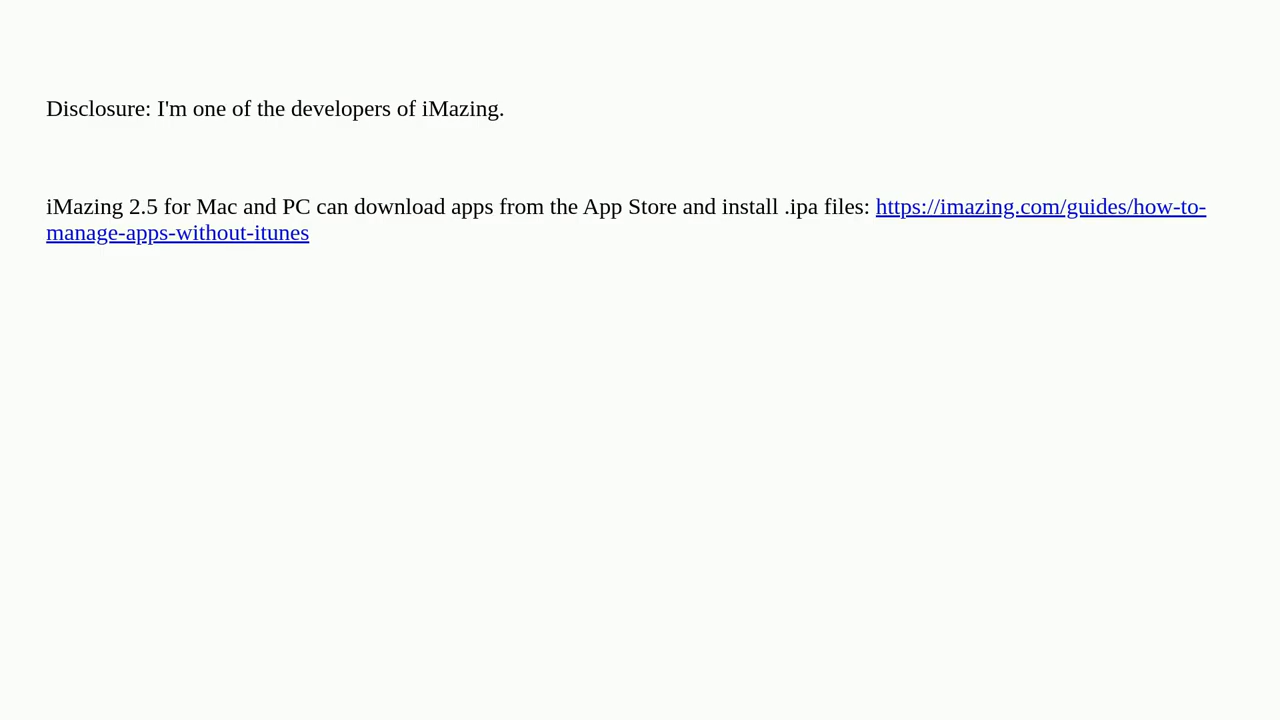 Disclosure: I'm one of the developers of iMazing.
iMazing 2.5 for Mac and PC can download apps from the App Store and install .ipa files: https://imazing.com/guides/how-to-
manage-apps-without-itunes